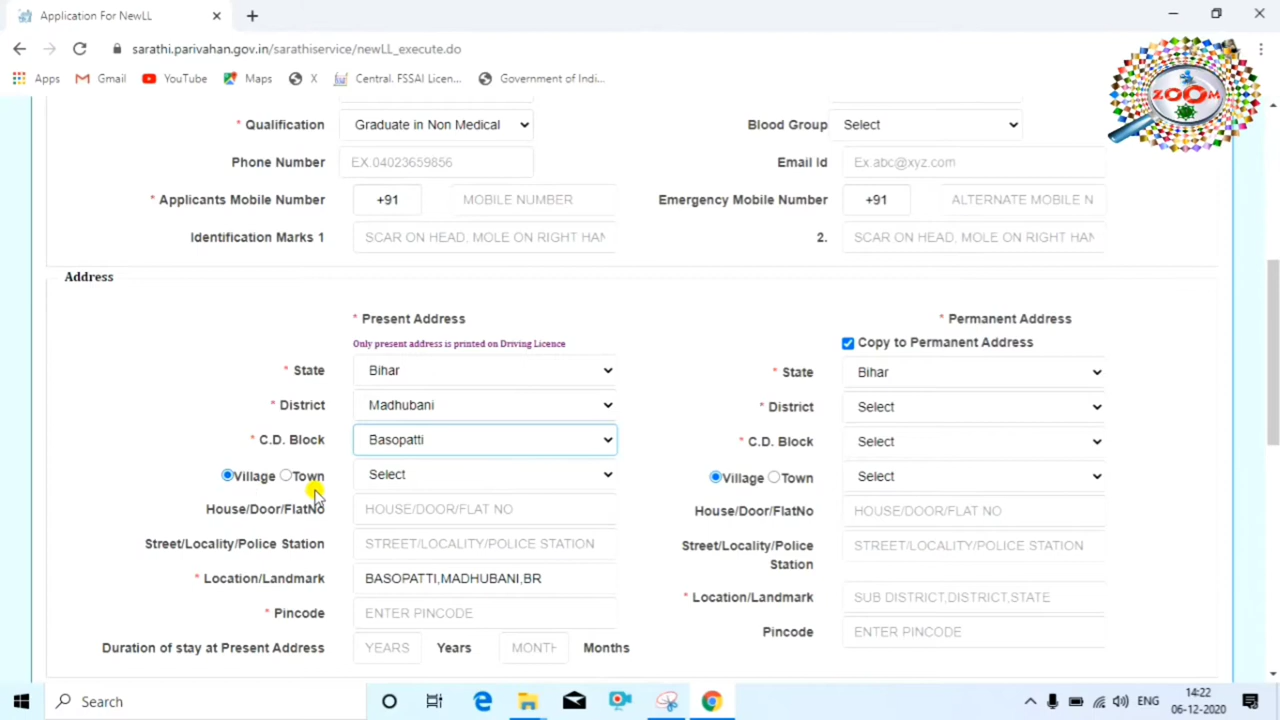 Application For NewLL
sarathi.parivahan.gov.in/sarathiservice/newLL_execute.do
Apps Gmail YouTube Maps X Central. FSSAI Licen... Government of Indi...
ZOOM
* Qualification Graduate in Non Medical Blood Group Select
Phone Number EX.04023659856 Email Id Ex abc@xyz.com
* Applicants Mobile Number +91 MOBILE NUMBER Emergency Mobile Number +91 ALTERNATE MOBILE N
Identification Marks 1 SCAR ON HEAD, MOLE ON RIGHT HAN 2. SCAR ON HEAD, MOLE ON RIGHT HAN
Address
* Present Address * Permanent Address
Only present address is printed on Driving Licence Copy to Permanent Address
* State Bihar * State Bihar
* District Madhubani * District Select
* C.D. Block Basopatti * C.D. Block Select
Village Town Select Village Town Select
House/Door/FlatNo HOUSE/DOOR/FLAT NO House/Door/FlatNo HOUSE/DOOR/FLAT NO
Street/Locality/Police Station STREET/LOCALITY/POLICE STATION Street/Locality/Police STREET/LOCALITY/POLICE STATION
Station
* Location/Landmark BASOPATTI,MADHUBANI,BR * Location/Landmark SUB DISTRICT,DISTRICT,STATE
* Pincode ENTER PINCODE Pincode ENTER PINCODE
Duration of stay at Present Address YEARS Years MONTH Months
Search ENG 14:22
06-12-2020